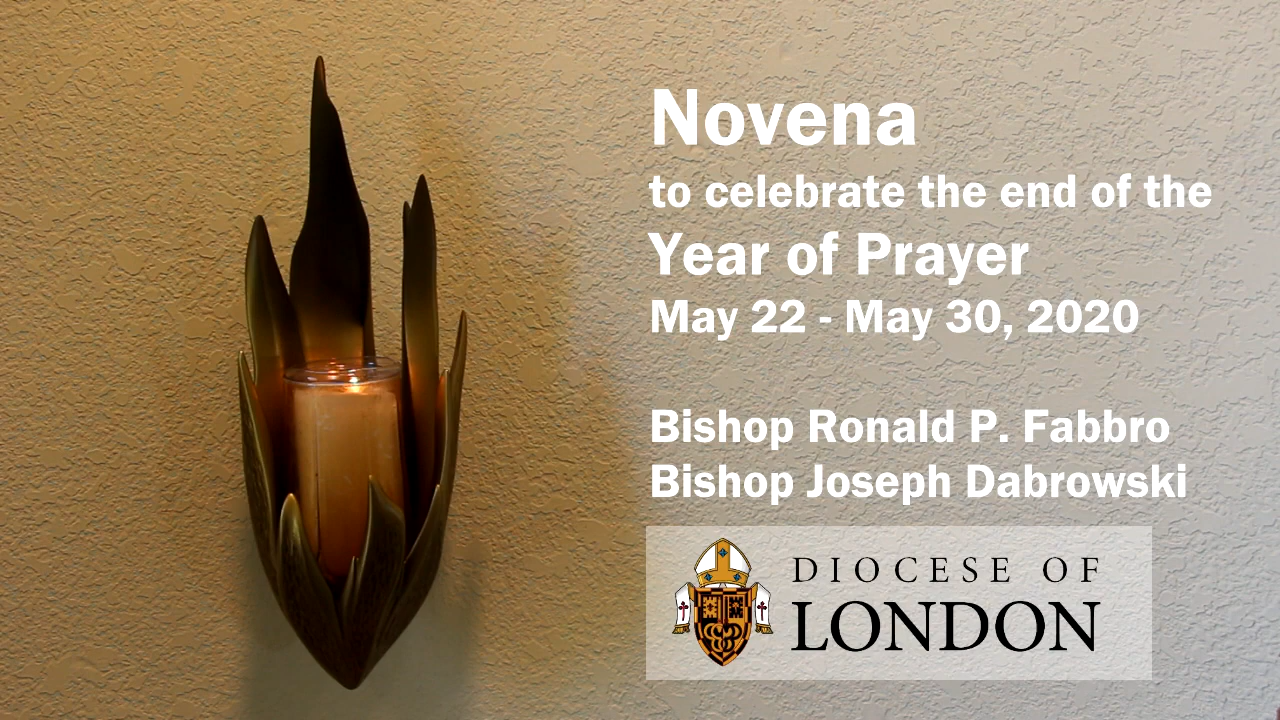 Novena
to celebrate the end of the
Year of Prayer
May 22 - May 30, 2020
Bishop Ronald P. Fabbro
Bishop Joseph Dabrowski
DIOCESE OF
LONDON